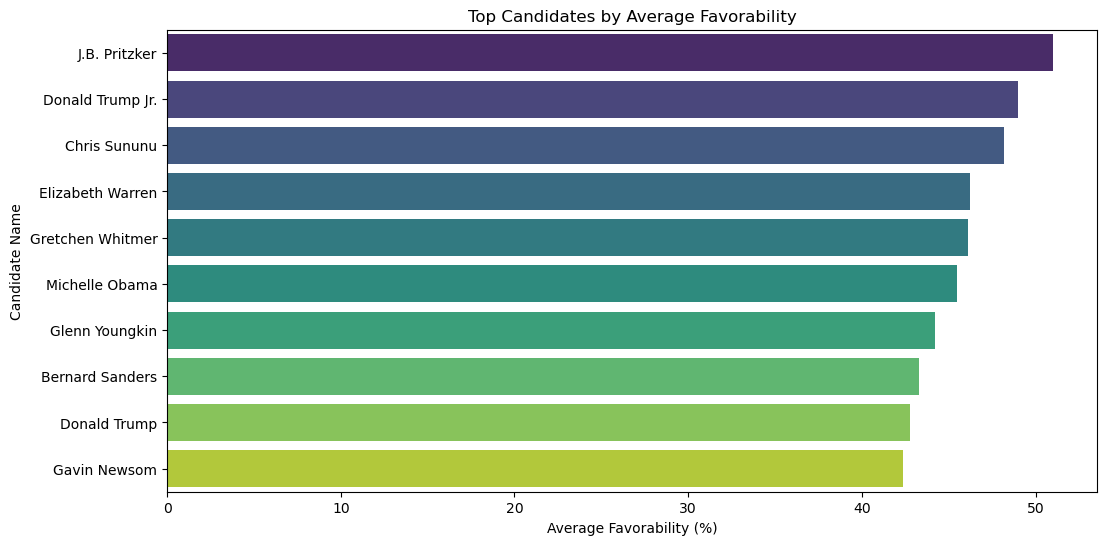 Top Candidates by Average Favorability
Candidate Name
J.B. Pritzker
Donald Trump Jr.
Chris Sununu
Elizabeth Warren
Gretchen Whitmer
Michelle Obama
Glenn Youngkin
Bernard Sanders
Donald Trump
Gavin Newsom
0 10 20 30 40 50
Average Favorability (%)